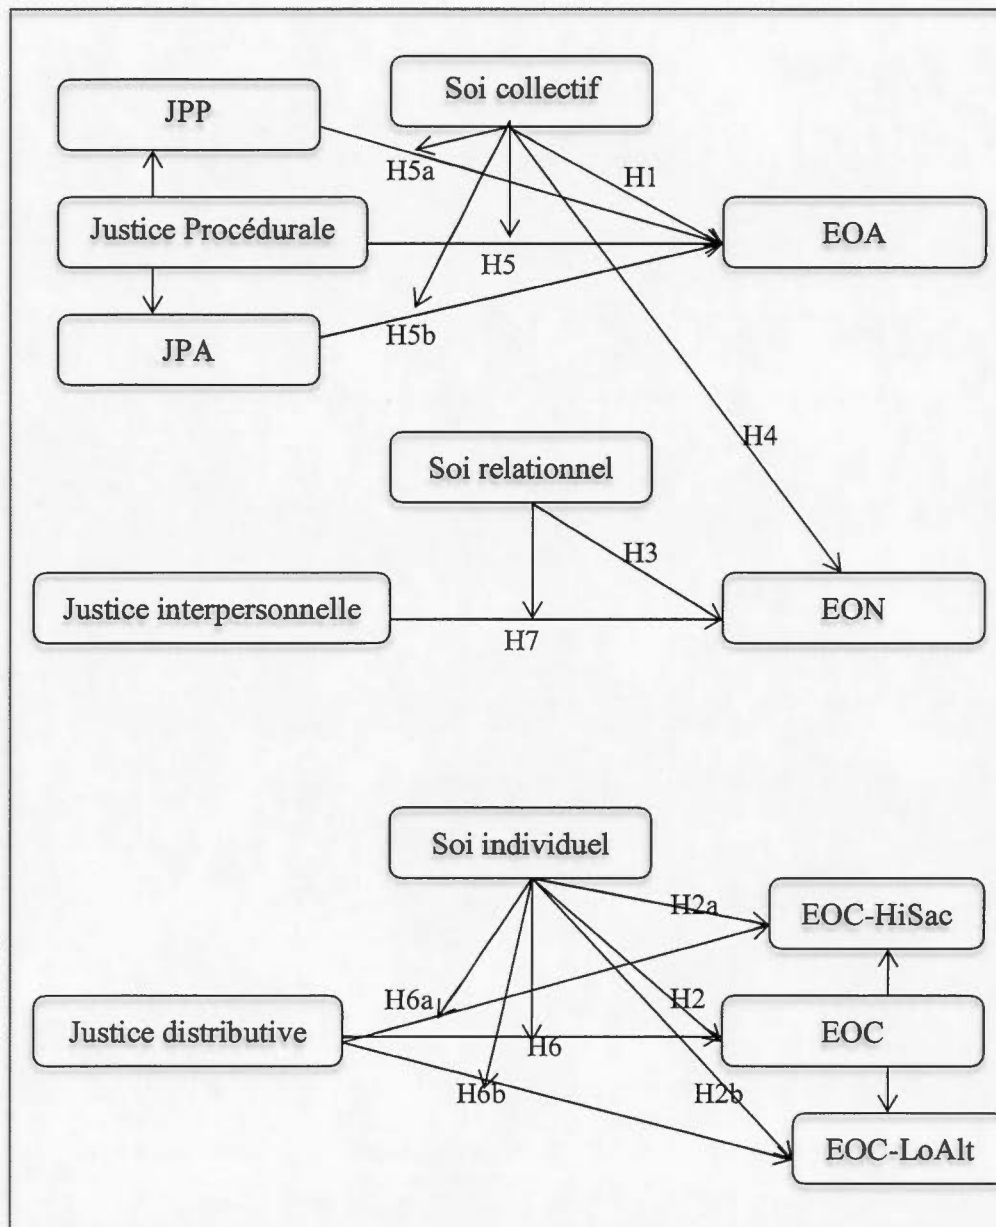 Soi collectif
JPP
H5a
H1
Justice Procédurale
EOA
H5
H5b
JPA
H4
Soi relationnel
H3
Justice interpersonnelle
EON
H7
Soi individuel
H2a
EOC-HiSac
H6a
H2
Justice distributive
EOC
H6
H6b
H2b
EOC-LoAlt